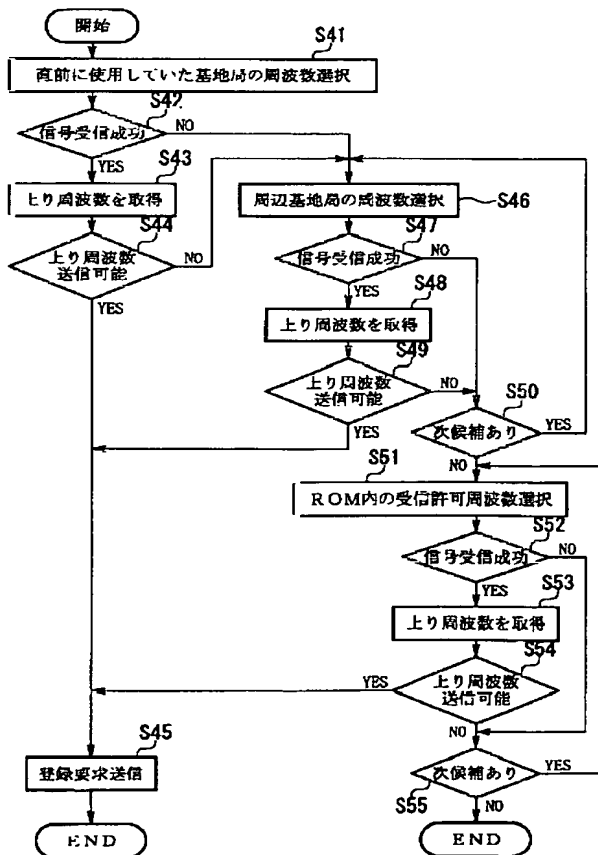 開始
S41
直前に使用していた基地局の周波数選択
S42
信号受信成功
NO
YES
S43
上り周波数を取得
S44
上り周波数
送信可能
NO
YES
周辺基地局の周波数選択
S46
S47
信号受信成功
NO
YES
S48
上り周波数を取得
S49
上り周波数
送信可能
NO
YES
S50
次候補あり
YES
NO
S51
ROM内の受信許可周波数選択
S52
信号受信成功
NO
YES
S53
上り周波数を取得
S54
上り周波数
送信可能
YES
NO
S45
登録要求送信
次候補あり
YES
S55
NO
END
END